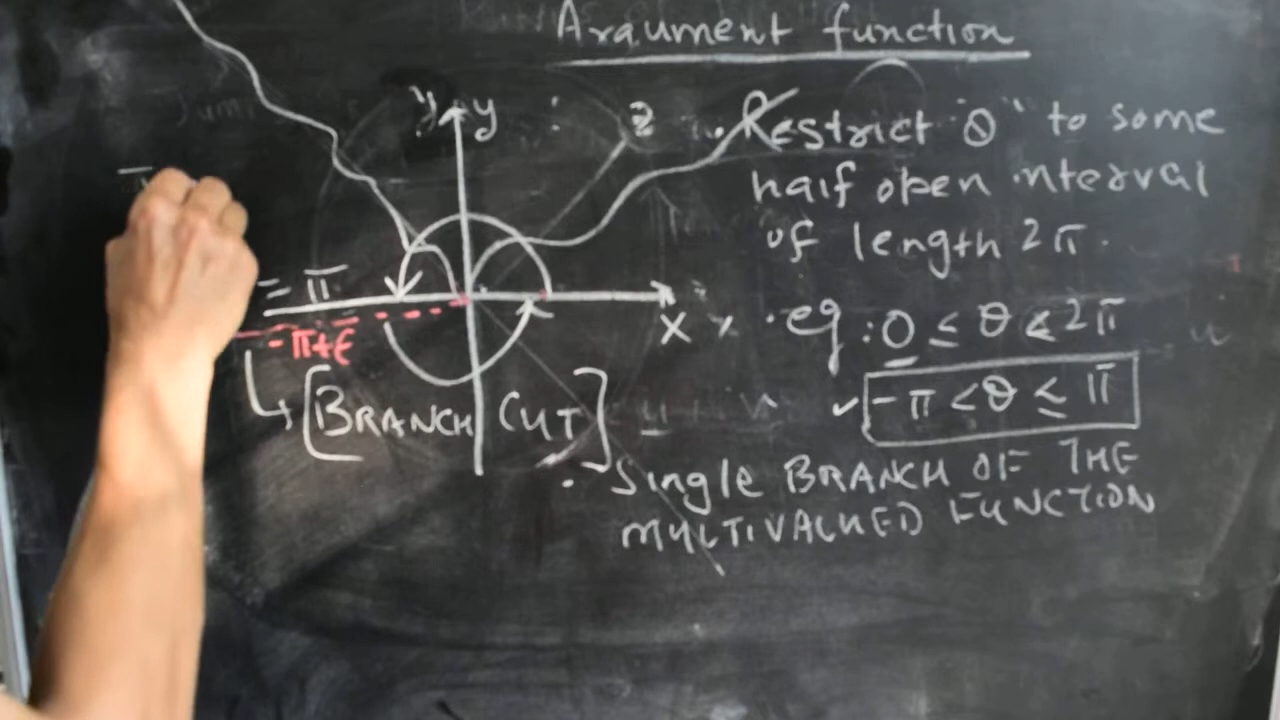 Argument function
y
z
. Restrict "θ" to some
half open interval
of length 2π.
= π
-π+ε
x
. eg: 0 ≤ θ < 2π
✓ -π < θ ≤ π
[BRANCH CUT]
. Single BRANCH OF THE
MULTIVALUED FUNCTION